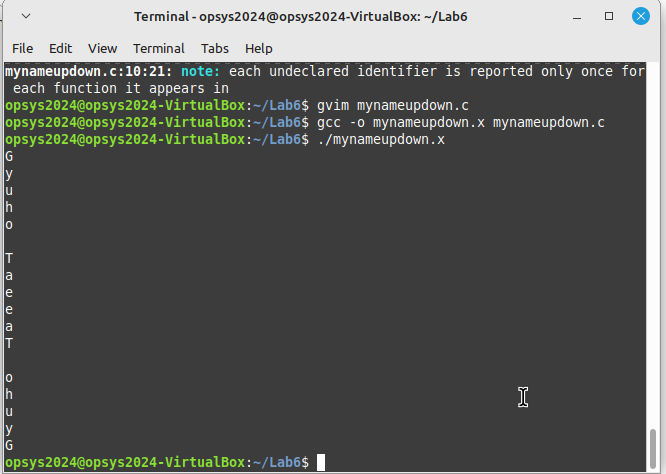 Terminal - opsys2024@opsys2024-VirtualBox: ~/Lab6
File Edit View Terminal Tabs Help
mynameupdown.c:10:21: note: each undeclared identifier is reported only once for
each function it appears in
opsys2024@opsys2024-VirtualBox:~/Lab6$ gvim mynameupdown.c
opsys2024@opsys2024-VirtualBox:~/Lab6$ gcc -o mynameupdown.x mynameupdown.c
opsys2024@opsys2024-VirtualBox:~/Lab6$ ./mynameupdown.x
G
y
u
h
o

T
a
e
e
a
T

o
h
u
y
G
opsys2024@opsys2024-VirtualBox:~/Lab6$